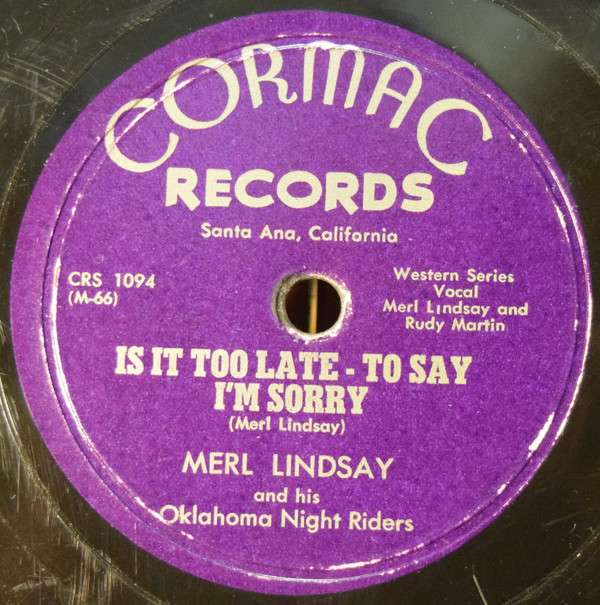 CORMAC
RECORDS
Santa Ana, California
CRS 1094
(M-66)
Western Series
Vocal
Merl Lindsay and
Rudy Martin
IS IT TOO LATE - TO SAY
I'M SORRY
(Merl Lindsay)
MERL LINDSAY
and his
Oklahoma Night Riders